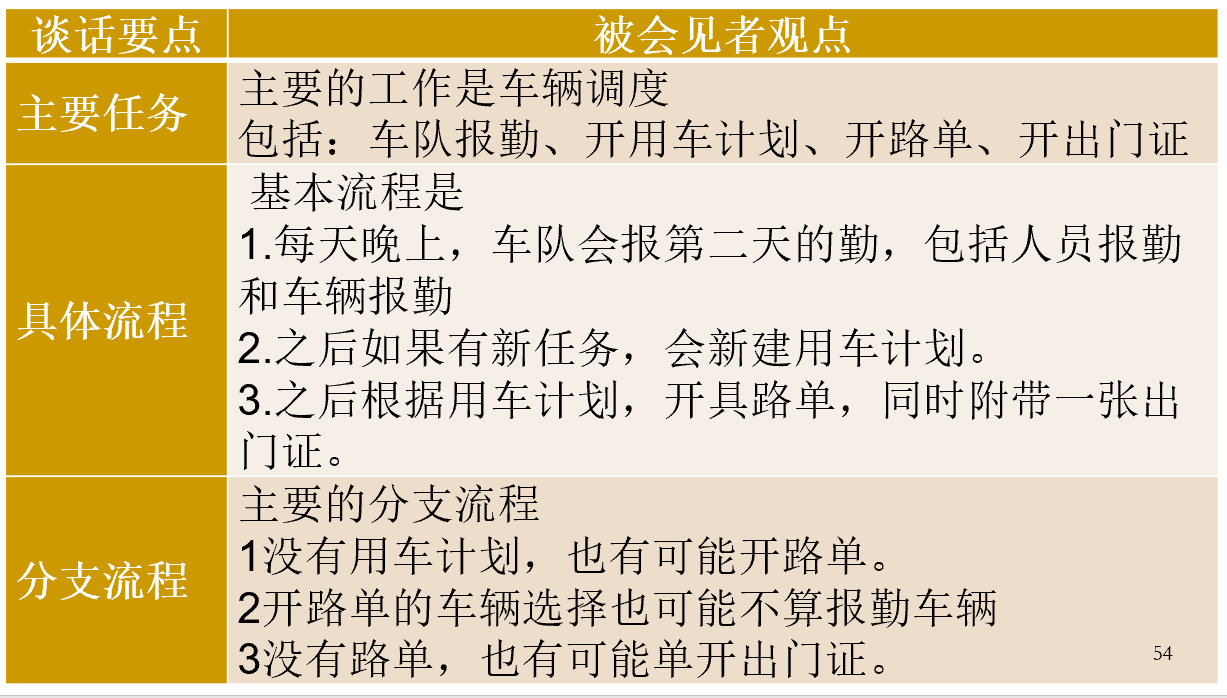 谈话要点
被会见者观点
主要任务
主要的工作是车辆调度
包括：车队报勤、开用车计划、开路单、开出门证
具体流程
基本流程是
1.每天晚上，车队会报第二天的勤，包括人员报勤
和车辆报勤
2.之后如果有新任务，会新建用车计划。
3.之后根据用车计划，开具路单，同时附带一张出
门证。
分支流程
主要的分支流程
1没有用车计划，也有可能开路单。
2开路单的车辆选择也可能不算报勤车辆
3没有路单，也有可能单开出门证。
54